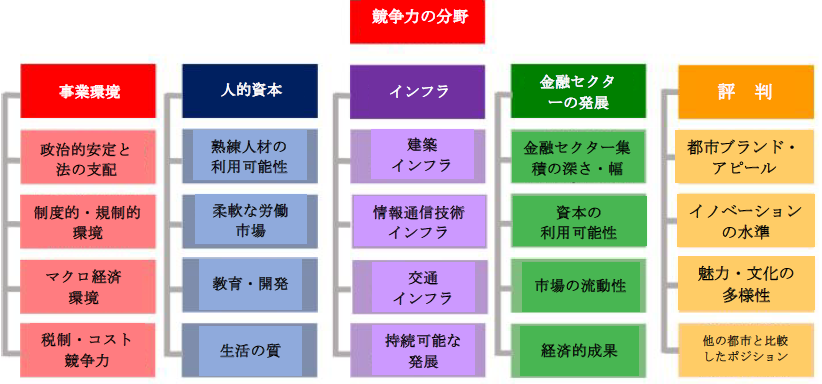 競争力の分野
事業環境
政治的安定と
法の支配
制度的・規制的
環境
マクロ経済
環境
税制・コスト
競争力
人的資本
熟練人材の
利用可能性
柔軟な労働
市場
教育・開発
生活の質
インフラ
建築
インフラ
情報通信技術
インフラ
交通
インフラ
持続可能な
発展
金融セクタ
ーの発展
金融セクター集
積の深さ・幅
資本の
利用可能性
市場の流動性
経済的成果
評　判
都市ブランド・
アピール
イノベーション
の水準
魅力・文化の
多様性
他の都市と比較
したポジション